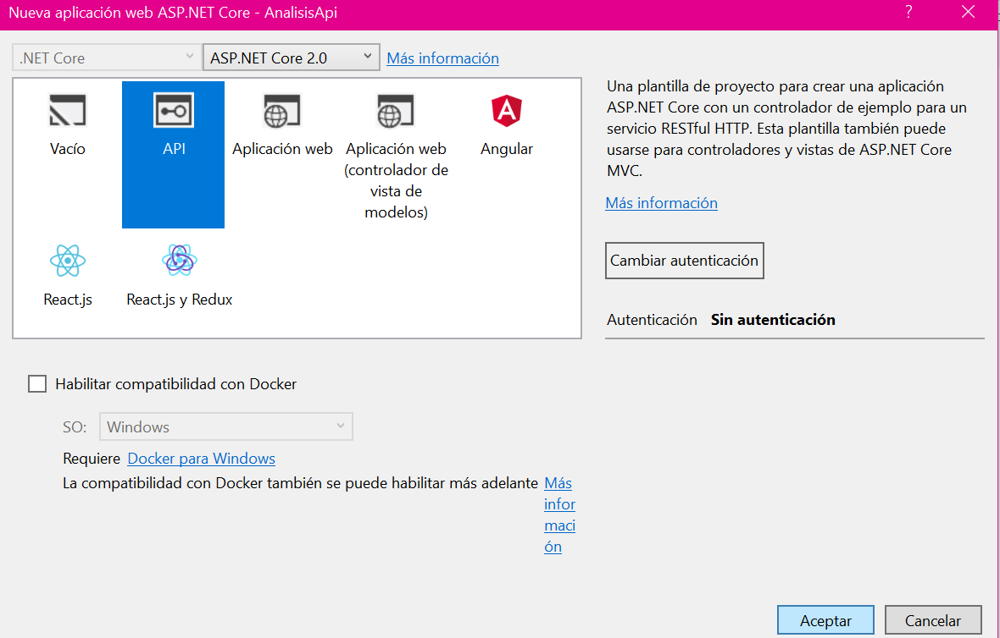 Nueva aplicación web ASP.NET Core - AnalisisApi
?
.NET Core
ASP.NET Core 2.0
Más información
Vacío
API
Aplicación web
Aplicación web
(controlador de
vista de
modelos)
Angular
React.js
React.js y Redux
Una plantilla de proyecto para crear una aplicación
ASP.NET Core con un controlador de ejemplo para un
servicio RESTful HTTP. Esta plantilla también puede
usarse para controladores y vistas de ASP.NET Core
MVC.
Más información
Cambiar autenticación
Autenticación Sin autenticación
Habilitar compatibilidad con Docker
SO: Windows
Requiere Docker para Windows
La compatibilidad con Docker también se puede habilitar más adelante Más
infor
maci
ón
Aceptar
Cancelar